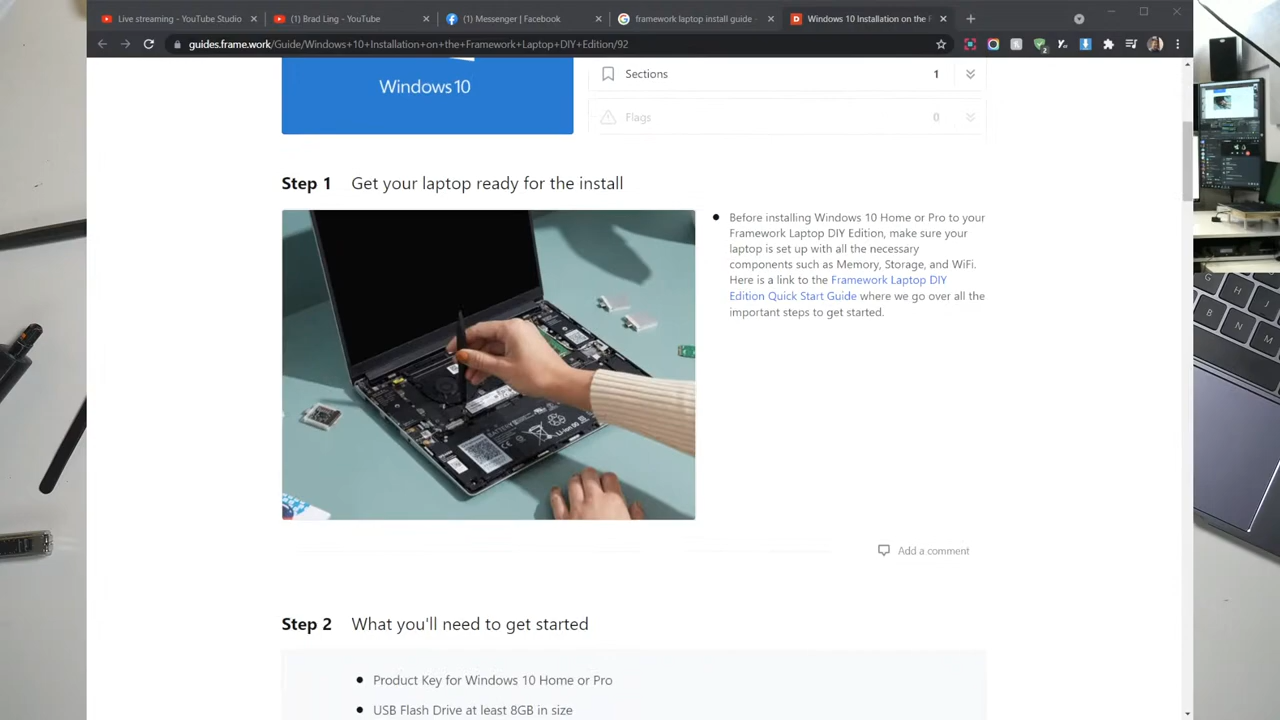 Live streaming - YouTube Studio
(1) Brad Ling - YouTube
(1) Messenger | Facebook
framework laptop install guide -
Windows 10 Installation on the F
guides.frame.work/Guide/Windows+10+Installation+on+the+Framework+Laptop+DIY+Edition/92
Windows 10
Sections 1
Flags 0
Step 1 Get your laptop ready for the install
Before installing Windows 10 Home or Pro to your
Framework Laptop DIY Edition, make sure your
laptop is set up with all the necessary
components such as Memory, Storage, and WiFi.
Here is a link to the Framework Laptop DIY
Edition Quick Start Guide where we go over all the
important steps to get started.
Add a comment
Step 2 What you'll need to get started
Product Key for Windows 10 Home or Pro
USB Flash Drive at least 8GB in size